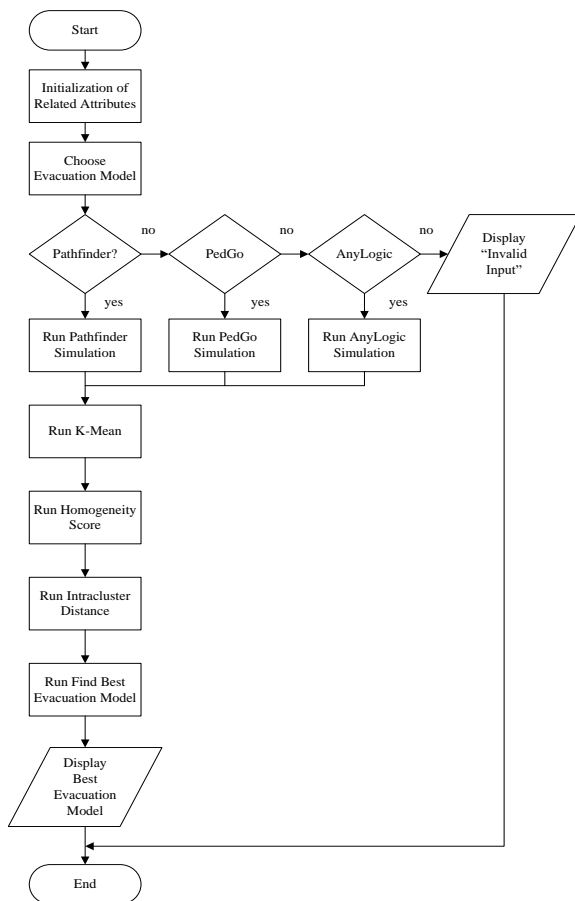 Start
Initialization of
Related Attributes
Choose
Evacuation Model
no
no
no
Pathfinder?
PedGo
AnyLogic
Display
“Invalid
Input”
yes
yes
yes
Run Pathfinder
Simulation
Run PedGo
Simulation
Run AnyLogic
Simulation
Run K-Mean
Run Homogeneity
Score
Run Intracluster
Distance
Run Find Best
Evacuation Model
Display
Best
Evacuation
Model
End